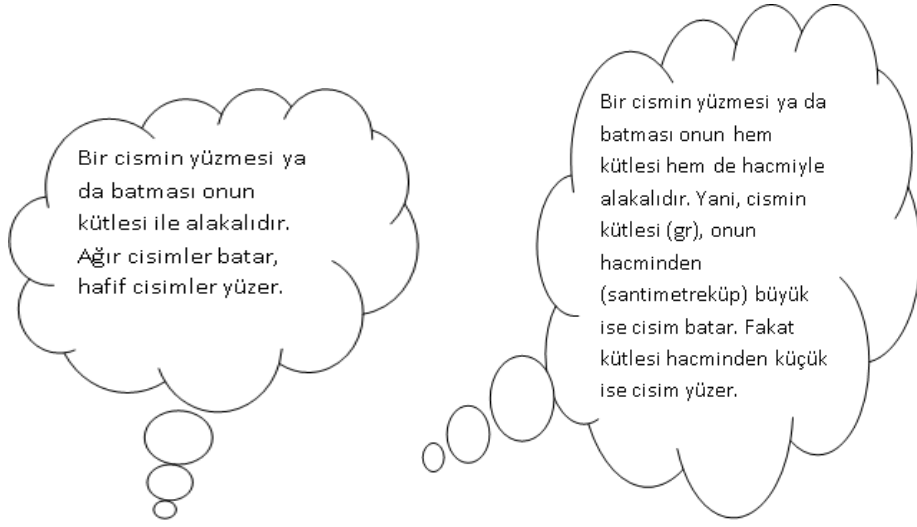 Bir cismin yüzmesi ya
da batması onun
kütlesi ile alakalıdır.
Ağır cisimler batar,
hafif cisimler yüzer.
Bir cismin yüzmesi ya da
batması onun hem
kütlesi hem de hacmiyle
alakalıdır. Yani, cismin
kütlesi (gr), onun
hacminden
(santimetreküp) büyük
ise cisim batar. Fakat
kütlesi hacminden küçük
ise cisim yüzer.